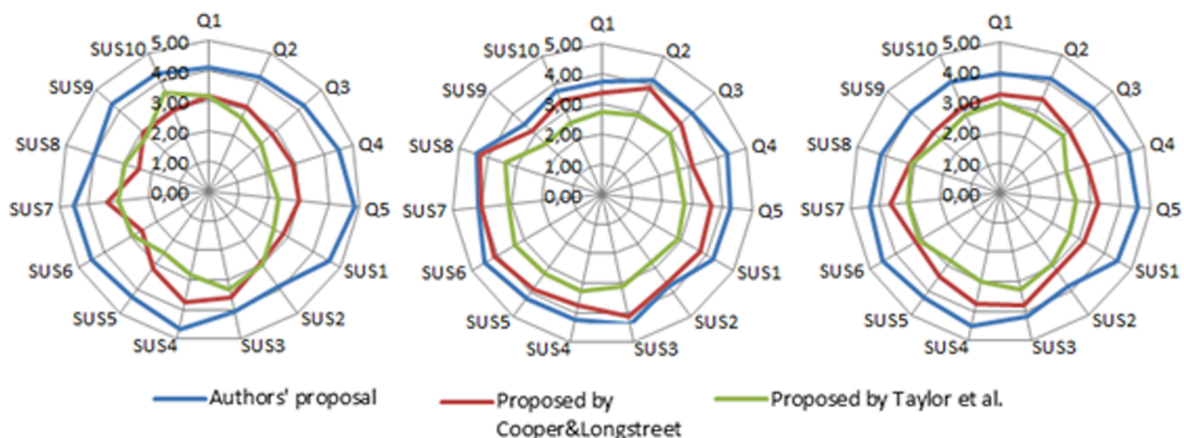 Q1
Q2
Q3
Q4
Q5
SUS1
SUS2
SUS3
SUS4
SUS5
SUS6
SUS7
SUS8
SUS9
SUS10
5,00
4,00
3,00
2,00
1,00
0,00
Q1
Q2
Q3
Q4
Q5
SUS1
SUS2
SUS3
SUS4
SUS5
SUS6
SUS7
SUS8
SUS9
SUS10
5,00
4,00
3,00
2,00
1,00
0,00
Q1
Q2
Q3
Q4
Q5
SUS1
SUS2
SUS3
SUS4
SUS5
SUS6
SUS7
SUS8
SUS9
SUS10
5,00
4,00
3,00
2,00
1,00
0,00
Authors' proposal
Proposed by
Cooper&Longstreet
Proposed by Taylor et al.